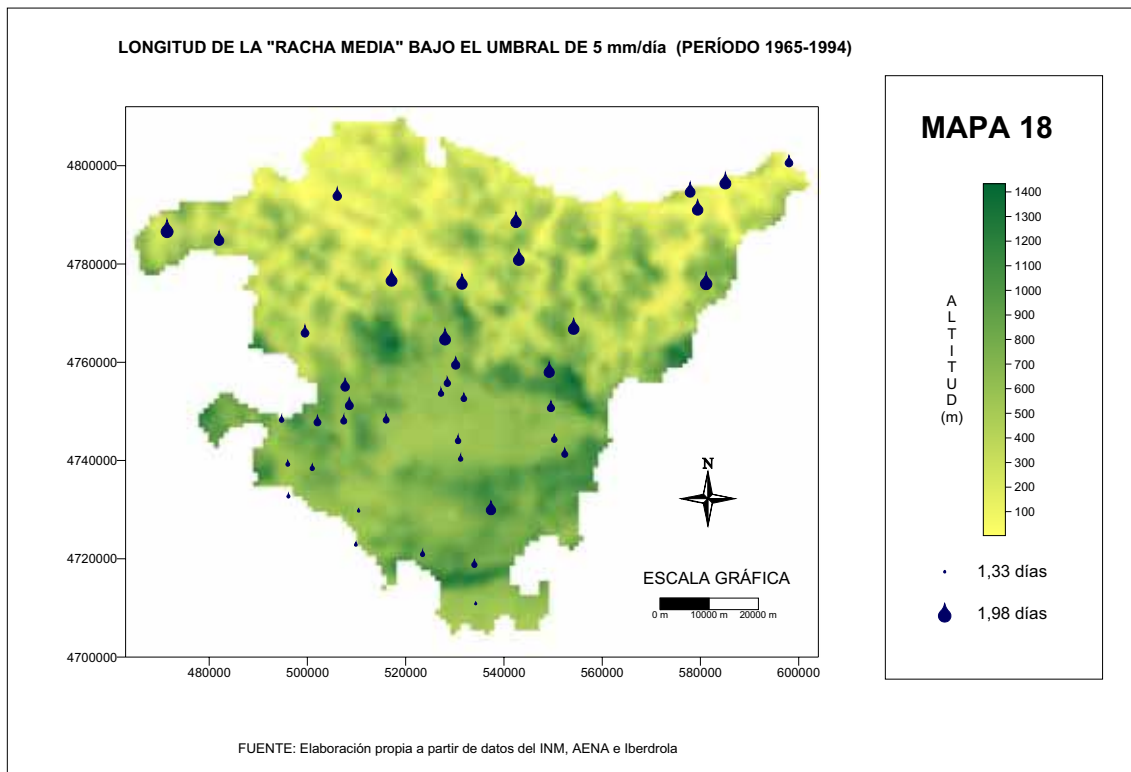 LONGITUD DE LA "RACHA MEDIA" BAJO EL UMBRAL DE 5 mm/día (PERÍODO 1965-1994)
MAPA 18
4800000
4780000
4760000
4740000
4720000
4700000
480000
500000
520000
540000
560000
580000
600000
N
ESCALA GRÁFICA
0 m
10000 m
20000 m
ALTITUD
(m)
1400
1300
1200
1100
1000
900
800
700
600
500
400
300
200
100
1,33 días
1,98 días
FUENTE: Elaboración propia a partir de datos del INM, AENA e Iberdrola